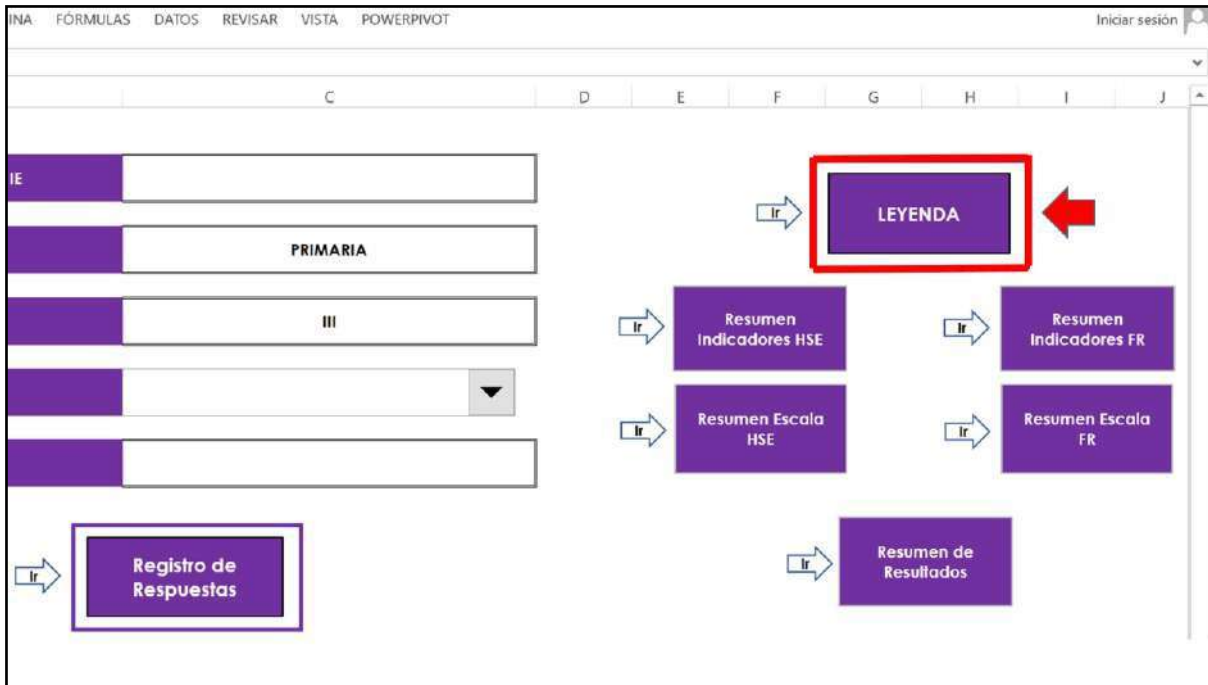 INA FÓRMULAS DATOS REVISAR VISTA POWERPIVOT Iniciar sesión
C D E F G H I J
IE
Ir LEYENDA
PRIMARIA
III
Ir Resumen
Indicadores HSE
Ir Resumen
Indicadores FR
Ir Resumen Escala
HSE
Ir Resumen Escala
FR
Ir Registro de
Respuestas
Ir Resumen de
Resultados